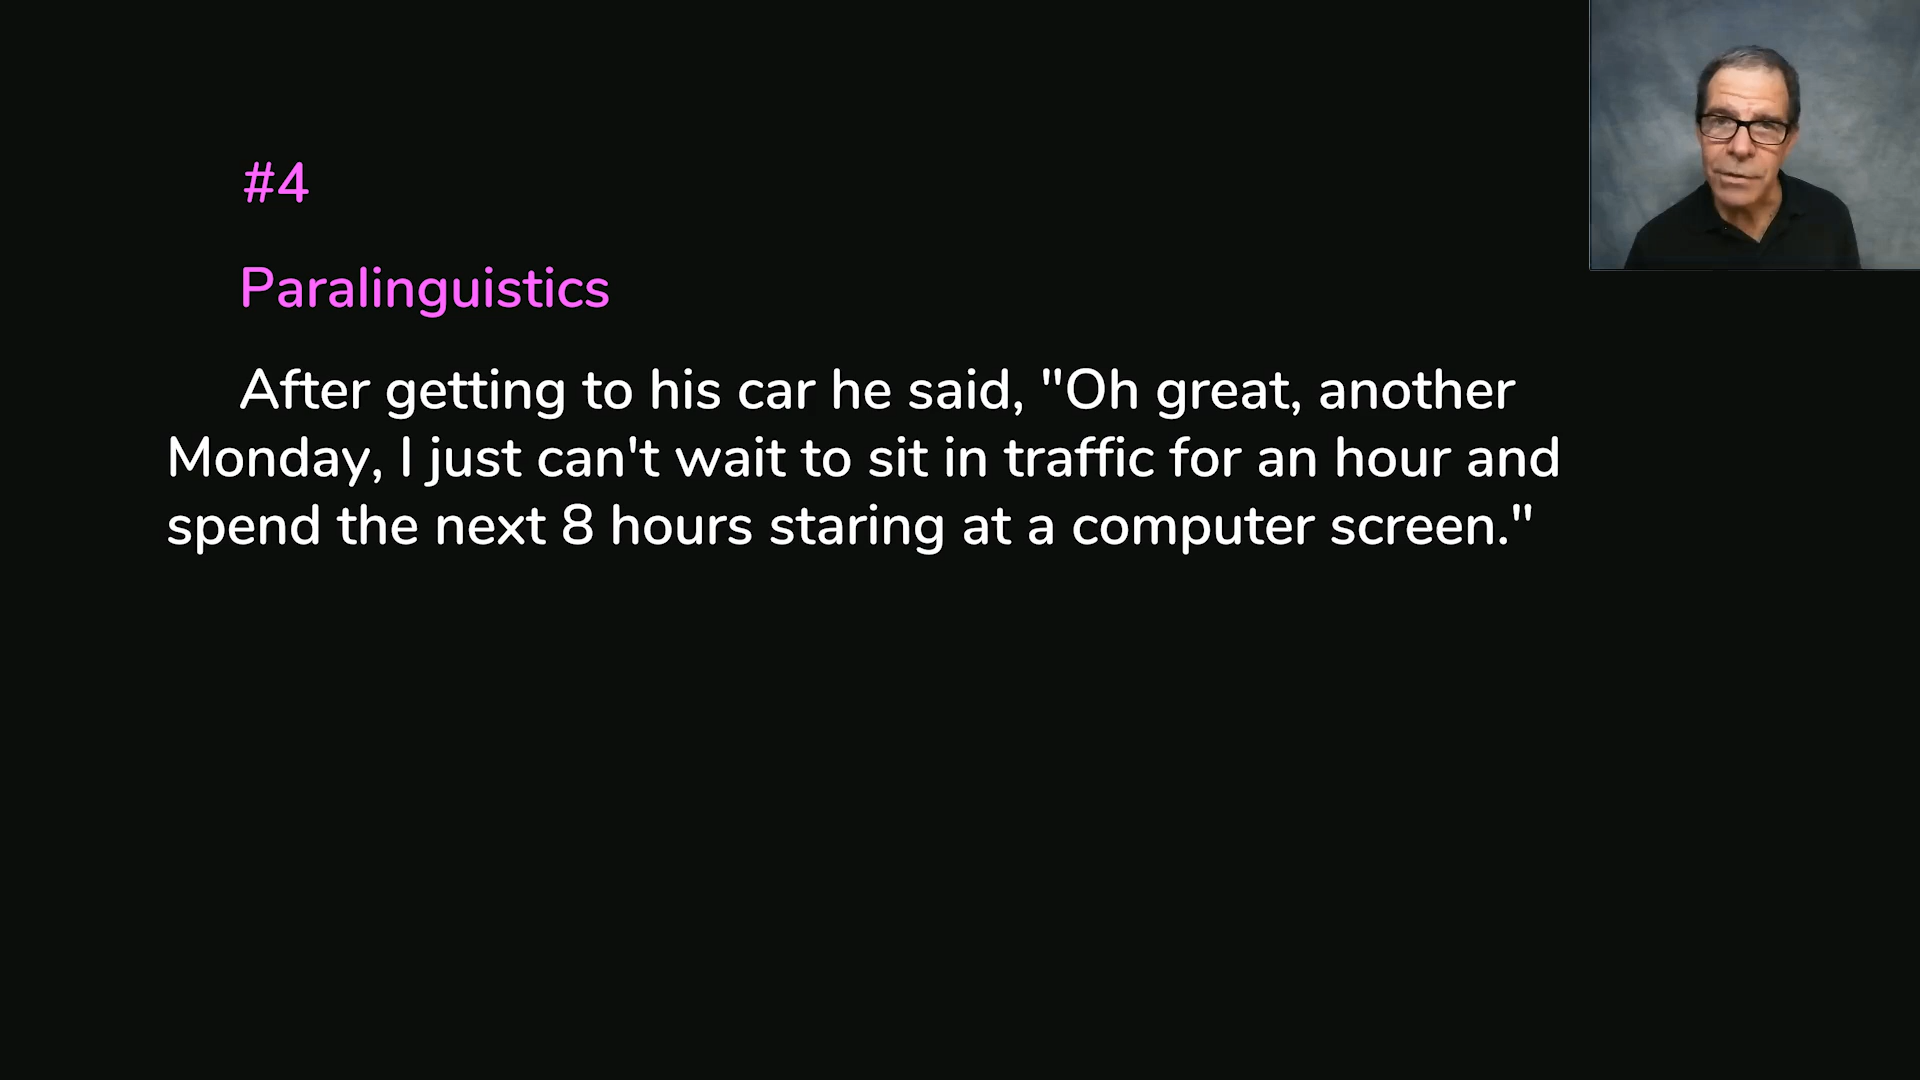 #4
Paralinguistics
After getting to his car he said, "Oh great, another
Monday, I just can't wait to sit in traffic for an hour and
spend the next 8 hours staring at a computer screen."